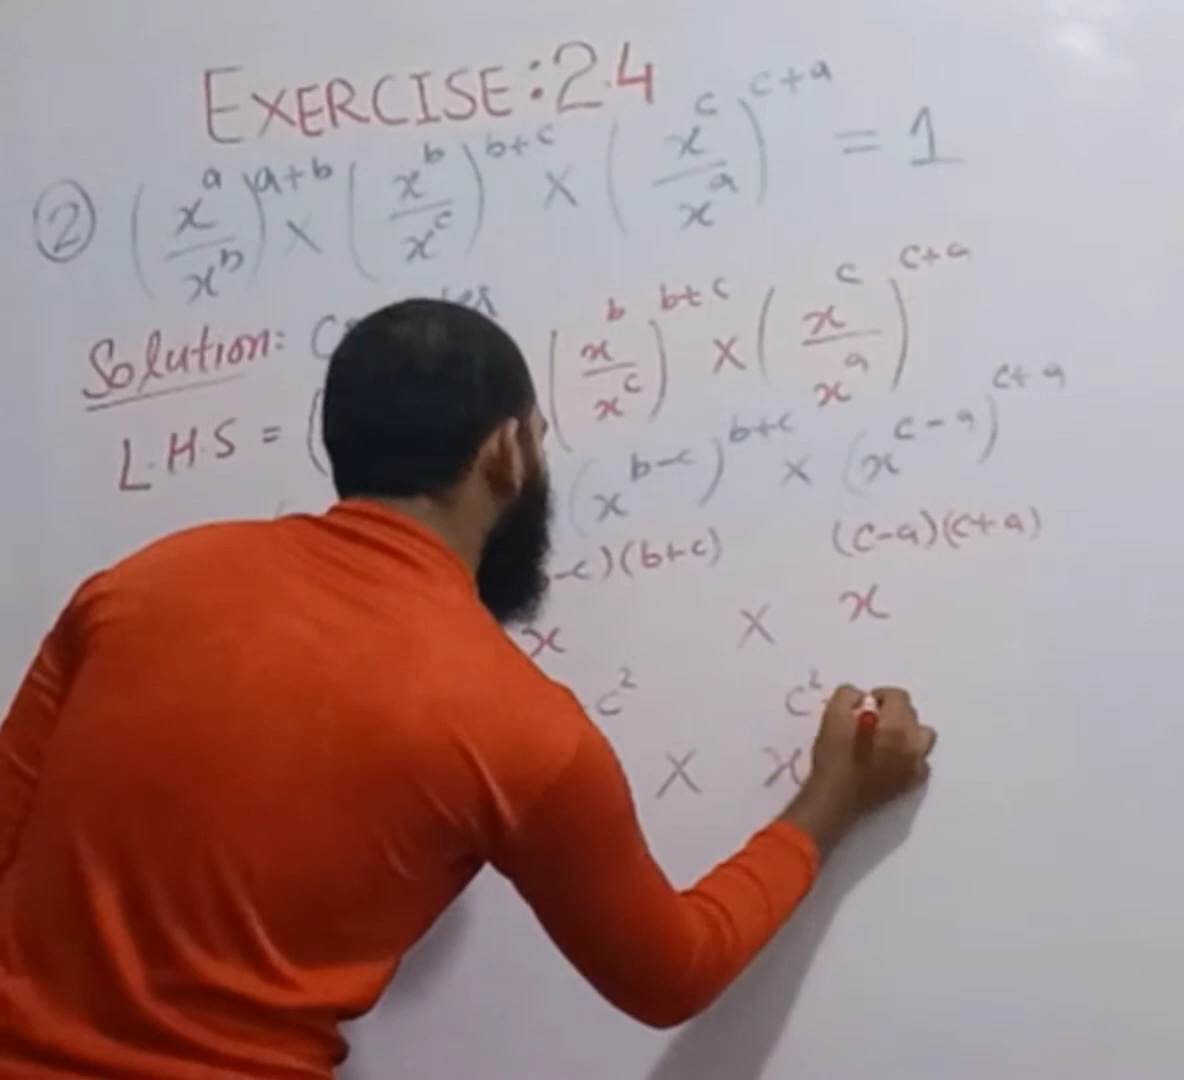 EXERCISE:2.4
② (x^a/x^b)^a+b × (x^b/x^c)^b+c × (x^c/x^a)^c+a = 1
Solution:
L.H.S = ( (x^b/x^c)^b+c × (x^c/x^a)^c+a
(x^b-c)^b+c × (x^c-a)^c+a
x^-c)(b+c) × x^(c-a)(c+a)
c² × x^c²